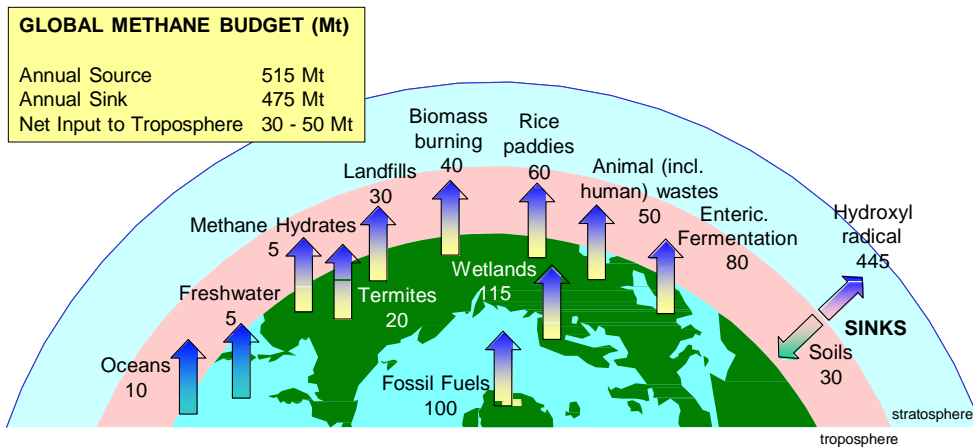 GLOBAL METHANE BUDGET (Mt)
Annual Source 515 Mt
Annual Sink 475 Mt
Net Input to Troposphere 30 - 50 Mt
Biomass
burning
40
Rice
paddies
60
Landfills
30
Animal (incl.
human) wastes
50
Methane Hydrates
5
Enteric.
Fermentation
80
Hydroxyl
radical
445
Freshwater
5
Termites
20
Wetlands
115
SINKS
Oceans
10
Fossil Fuels
100
Soils
30
stratosphere
troposphere